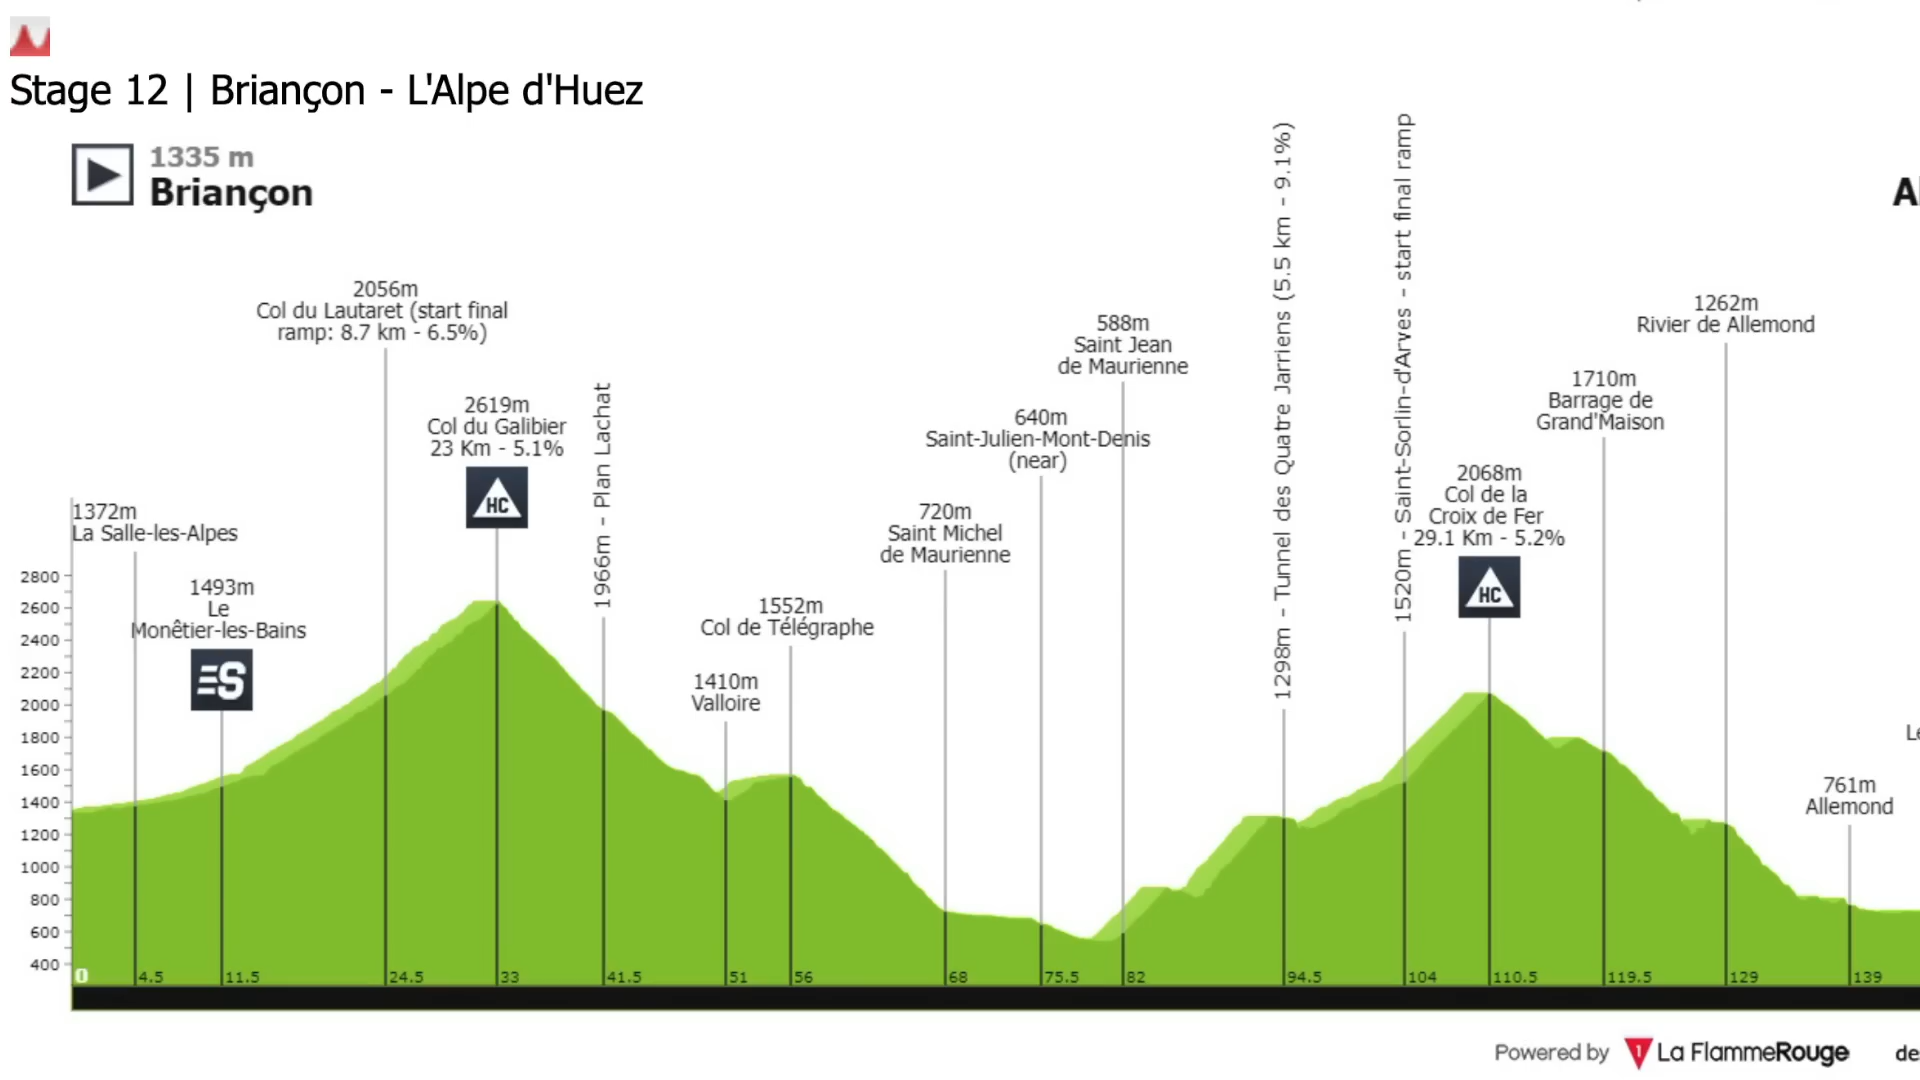 Stage 12 | Briançon - L'Alpe d'Huez
1335 m
Briançon
Al
1298m - Tunnel des Quatre Jarriens (5.5 km - 9.1%)
1520m - Saint-Sorlin-d'Arves - start final ramp
2056m
Col du Lautaret (start final
ramp: 8.7 km - 6.5%)
1262m
Rivier de Allemond
588m
Saint Jean
de Maurienne
1710m
Barrage de
Grand'Maison
1966m - Plan Lachat
2619m
Col du Galibier
23 Km - 5.1%
HC
640m
Saint-Julien-Mont-Denis
(near)
2068m
Col de la
Croix de Fer
29.1 Km - 5.2%
HC
1372m
La Salle-les-Alpes
720m
Saint Michel
de Maurienne
1493m
Le
Monêtier-les-Bains
S
1552m
Col de Télégraphe
1410m
Valloire
Le
761m
Allemond
2800
2600
2400
2200
2000
1800
1600
1400
1200
1000
800
600
400
0 4.5 11.5 24.5 33 41.5 51 56 68 75.5 82 94.5 104 110.5 119.5 129 139
Powered by 1 La FlammeRouge des